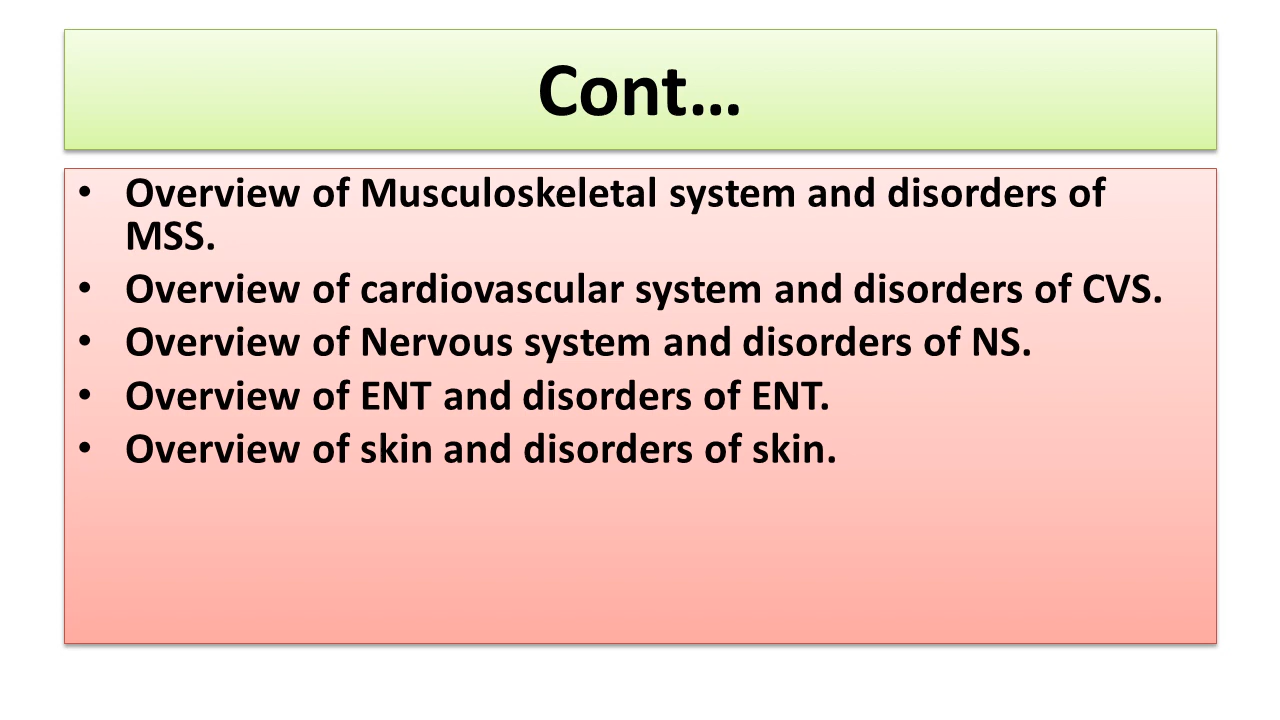 Cont…
• Overview of Musculoskeletal system and disorders of
MSS.
• Overview of cardiovascular system and disorders of CVS.
• Overview of Nervous system and disorders of NS.
• Overview of ENT and disorders of ENT.
• Overview of skin and disorders of skin.